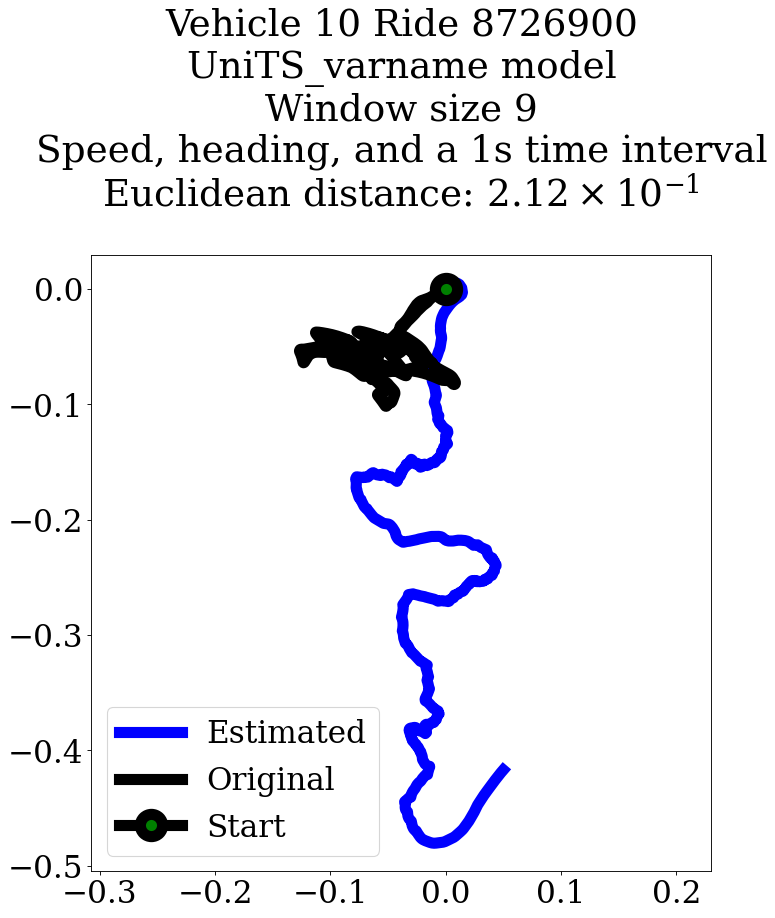 Vehicle 10 Ride 8726900
UniTS_varname model
Window size 9
Speed, heading, and a 1s time interval
Euclidean distance: 2.12 × 10⁻¹
0.0
−0.1
−0.2
−0.3
−0.4
−0.5
Estimated
Original
Start
−0.3 −0.2 −0.1 0.0 0.1 0.2